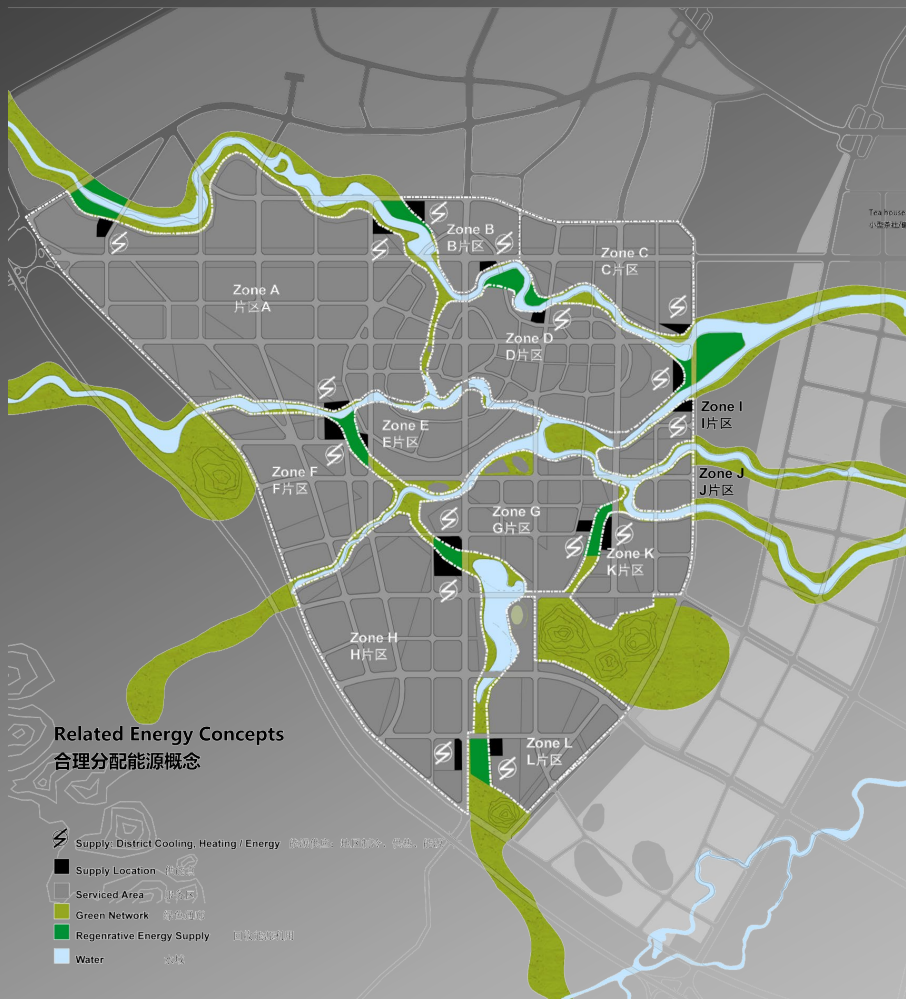 Tea house
Zone B
B片区
Zone C
C片区
Zone A
片区A
Zone D
D片区
Zone I
I片区
Zone E
E片区
Zone F
F片区
Zone J
J片区
Zone G
G片区
Zone K
K片区
Zone H
H片区
Zone L
L片区
Related Energy Concepts
合理分配能源概念
Supply: District Cooling, Heating / Energy
Supply Location
Serviced Area
Green Network
Regenrative Energy Supply
Water